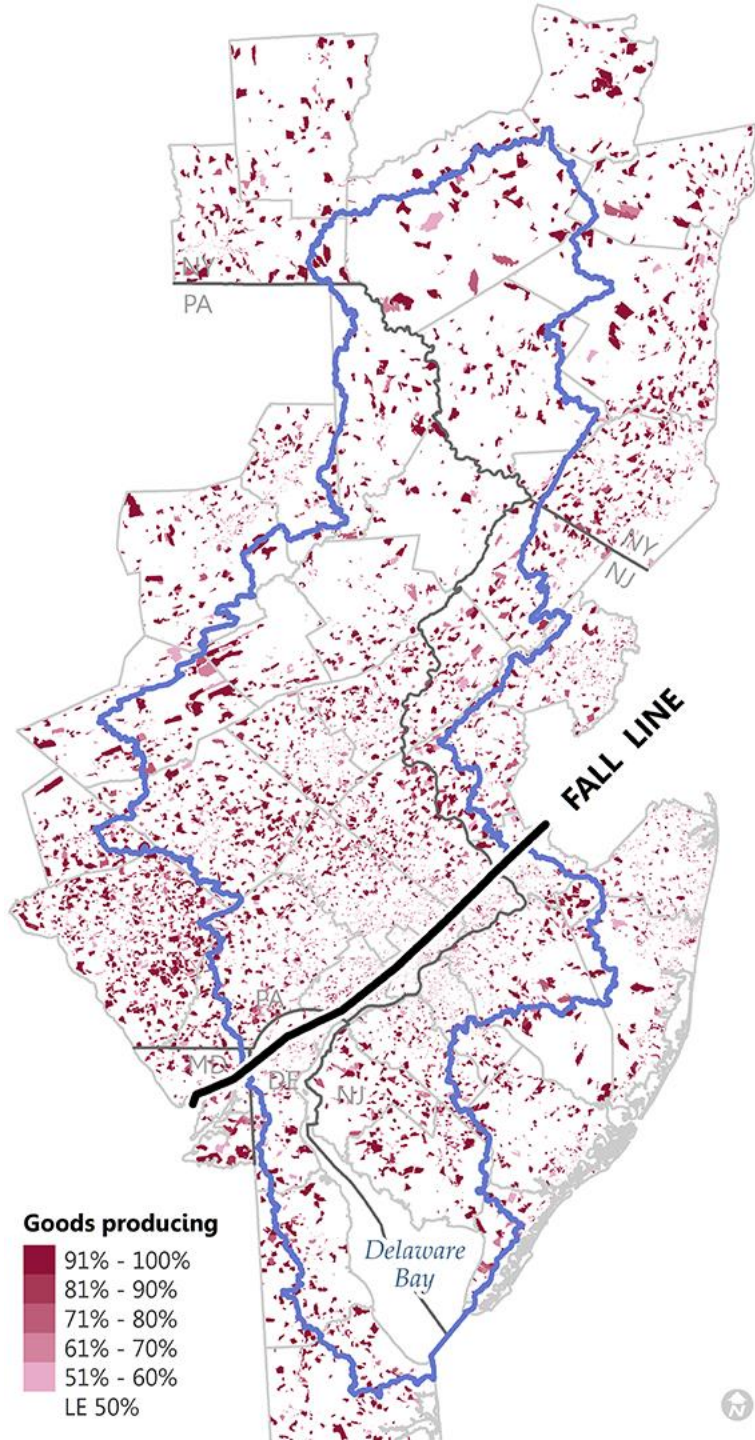 NY
PA
NY
NJ
FALL LINE
PA
MD
DE
NJ
Delaware
Bay
Goods producing
91% - 100%
81% - 90%
71% - 80%
61% - 70%
51% - 60%
LE 50%
N